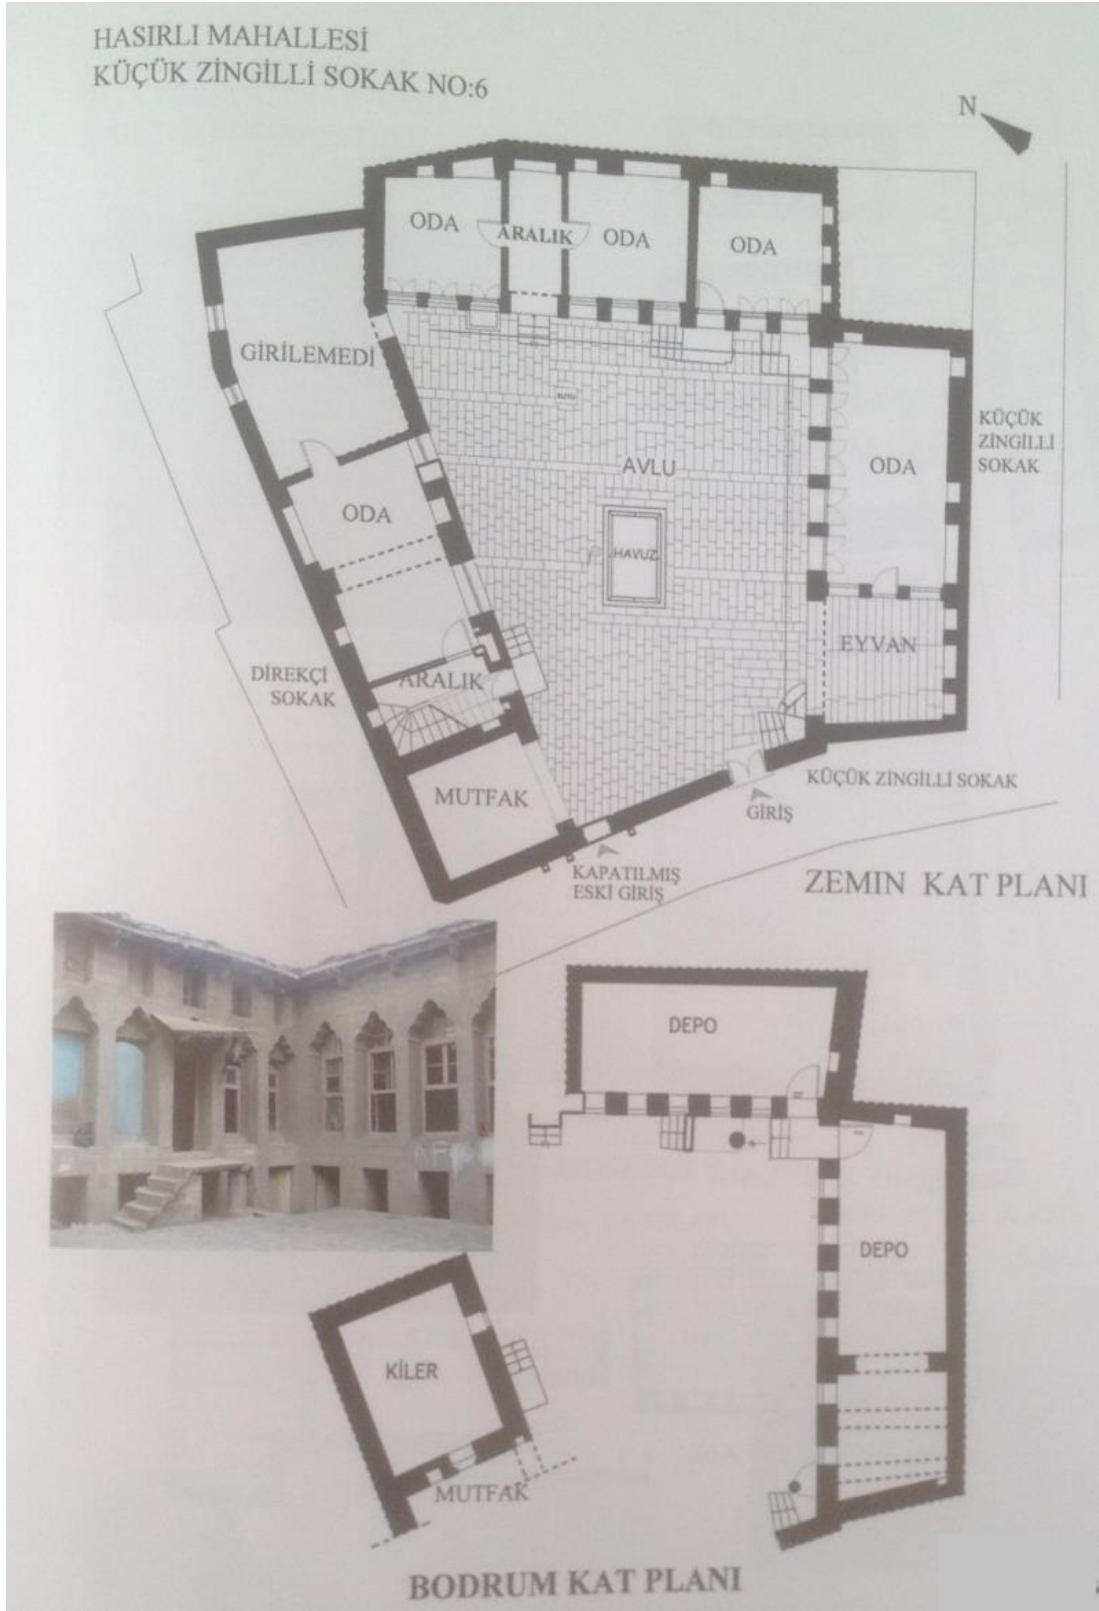 HASIRLI MAHALLESİ
KÜÇÜK ZİNGİLLİ SOKAK NO:6
N
ODA
ARALIK
ODA
ODA
GİRİLEMEDİ
KÜÇÜK
ZİNGİLLİ
SOKAK
AVLU
ODA
ODA
HAVUZ
EYVAN
DİREKÇİ
SOKAK
ARALIK
MUTFAK
KÜÇÜK ZİNGİLLİ SOKAK
GİRİŞ
KAPATILMIŞ
ESKİ GİRİŞ
ZEMIN KAT PLANI
DEPO
DEPO
KİLER
MUTFAK
BODRUM KAT PLANI